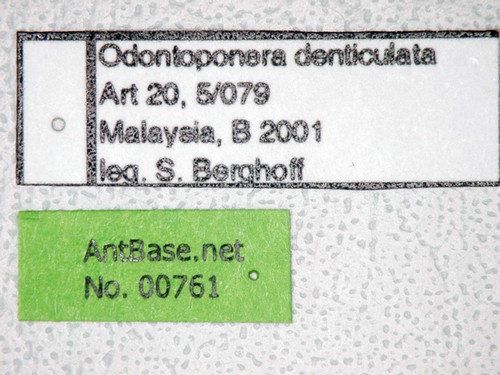 Odontoponera denticulata
Art 20, 5/079
Malaysia, B 2001
leg. S. Berghoff
AntBase.net
No. 00761